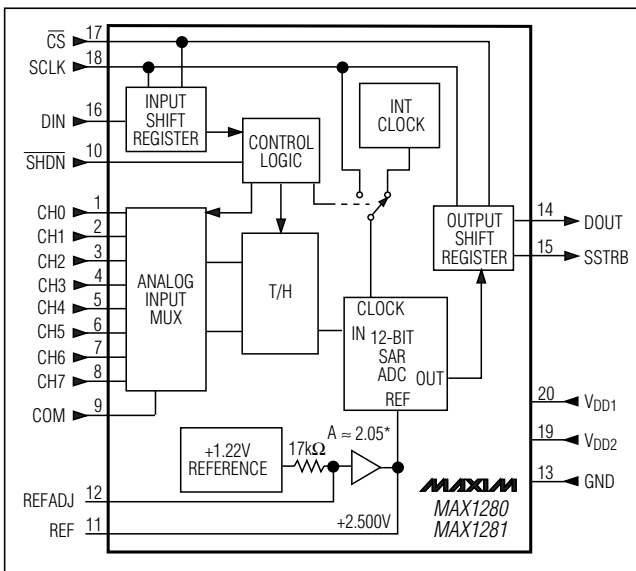 CS 17
SCLK 18
DIN 16
SHDN 10
CH0 1
CH1 2
CH2 3
CH3 4
CH4 5
CH5 6
CH6 7
CH7 8
COM 9
REFADJ 12
REF 11
INPUT
SHIFT
REGISTER
CONTROL
LOGIC
INT
CLOCK
ANALOG
INPUT
MUX
T/H
CLOCK
IN
12-BIT
SAR
ADC
OUT
REF
OUTPUT
SHIFT
REGISTER
+1.22V
REFERENCE
17kΩ
A ≈ 2.05*
+2.500V
14 DOUT
15 SSTRB
20 VDD1
19 VDD2
13 GND
MAXIM
MAX1280
MAX1281